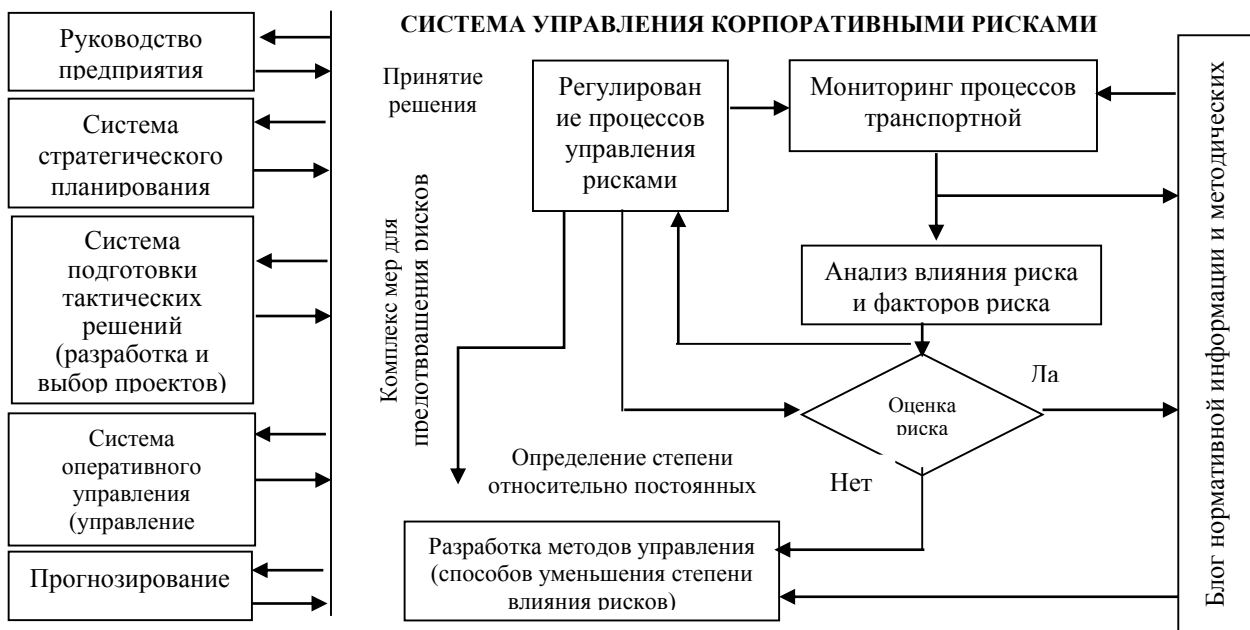 СИСТЕМА УПРАВЛЕНИЯ КОРПОРАТИВНЫМИ РИСКАМИ
Руководство
предприятия
Система
стратегического
планирования
Система
подготовки
тактических
решений
(разработка и
выбор проектов)
Система
оперативного
управления
(управление
Прогнозирование
Принятие
решения
Регулирован
ие процессов
управления
рисками
Мониторинг процессов
транспортной
Комплекс мер для
предотвращения рисков
Анализ влияния риска
и факторов риска
Оценка
риска
Да
Нет
Определение степени
относительно постоянных
Разработка методов управления
(способов уменьшения степени
влияния рисков)
Блог нормативной информации и методических